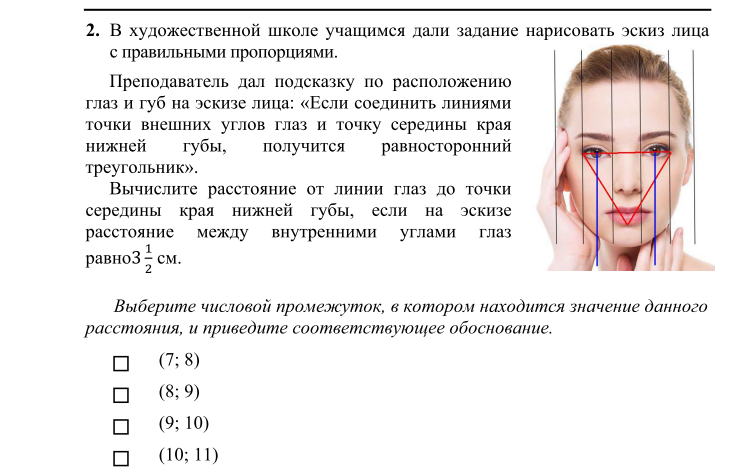 2. В художественной школе учащимся дали задание нарисовать эскиз лица
с правильными пропорциями.
Преподаватель дал подсказку по расположению
глаз и губ на эскизе лица: «Если соединить линиями
точки внешних углов глаз и точку середины края
нижней губы, получится равносторонний
треугольник».
Вычислите расстояние от линии глаз до точки
середины края нижней губы, если на эскизе
расстояние между внутренними углами глаз
равно3 1/2 см.
Выберите числовой промежуток, в котором находится значение данного
расстояния, и приведите соответствующее обоснование.
(7; 8)
(8; 9)
(9; 10)
(10; 11)